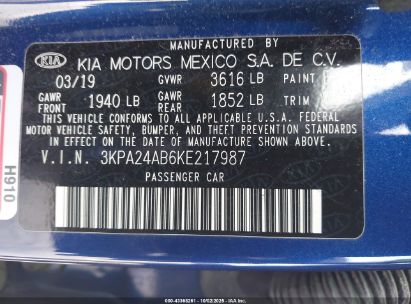 MANUFACTURED BY
KIA KIA MOTORS MEXICO S.A. DE C.V.
03/19 GVWR 3616 LB PAINT
GAWR FRONT 1940 LB GAWR REAR 1852 LB TRIM
THIS VEHICLE CONFORMS TO ALL APPLICABLE U.S.A. FEDERAL
MOTOR VEHICLE SAFETY, BUMPER, AND THEFT PREVENTION STANDARDS
IN EFFECT ON THE DATE OF MANUFACTURE SHOWN ABOVE.
V.I.N. 3KPA24AB6KE217987
PASSENGER CAR
H910